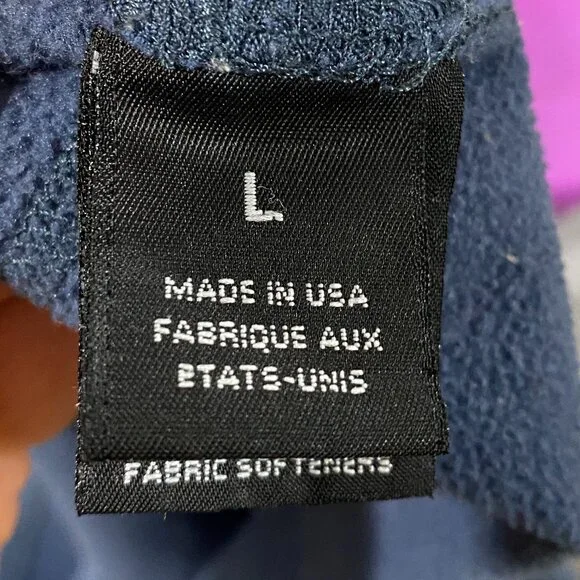 L
MADE IN USA
FABRIQUE AUX
ETATS-UNIS
FABRIC SOFTENERS